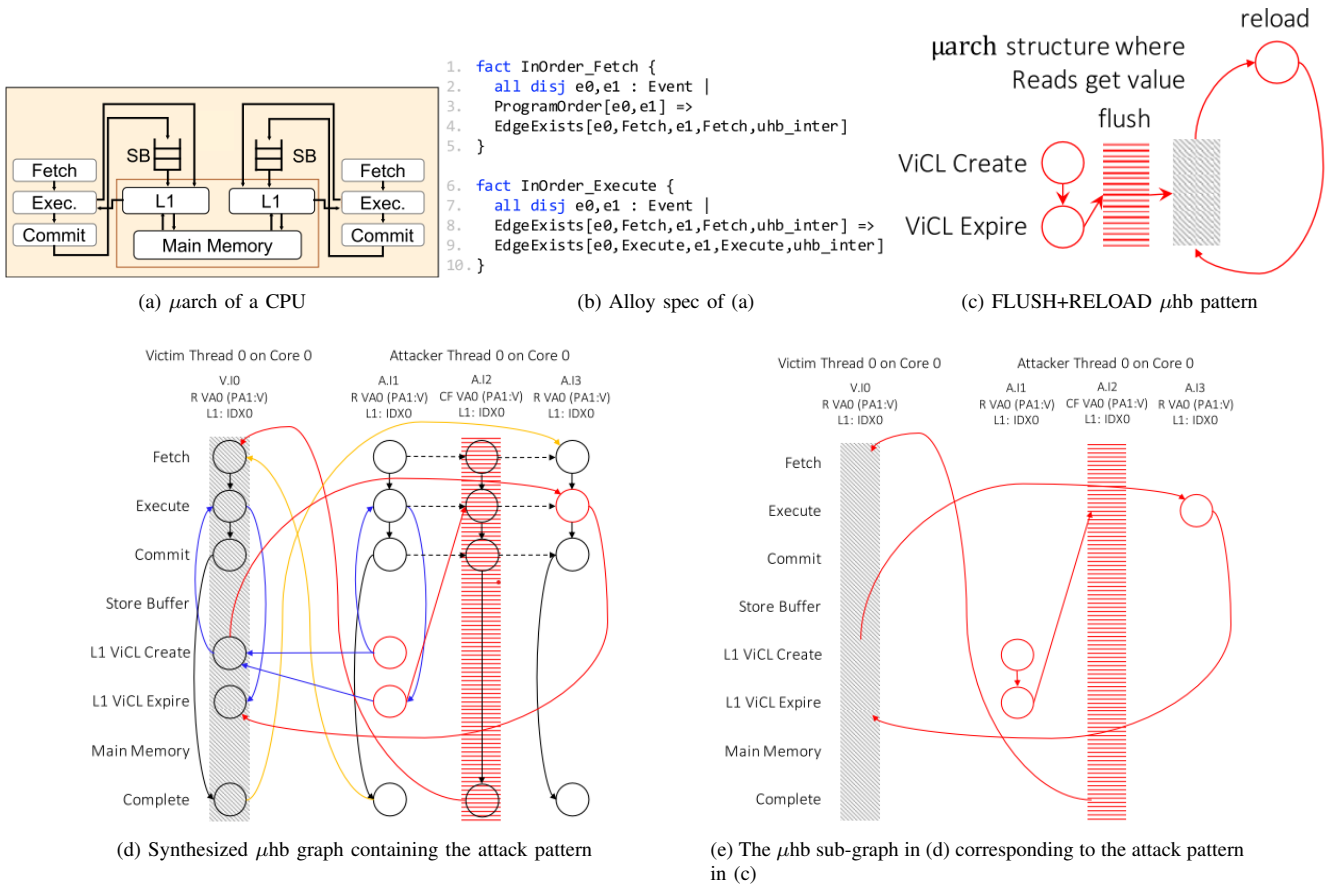 Fetch
Exec.
Commit
SB
L1
SB
L1
Main Memory
Fetch
Exec.
Commit
(a) μarch of a CPU
1. fact InOrder_Fetch {
2. all disj e0,e1 : Event |
3. ProgramOrder[e0,e1] =>
4. EdgeExists[e0,Fetch,e1,Fetch,uhb_inter]
5. }
6. fact InOrder_Execute {
7. all disj e0,e1 : Event |
8. EdgeExists[e0,Fetch,e1,Fetch,uhb_inter] =>
9. EdgeExists[e0,Execute,e1,Execute,uhb_inter]
10. }
(b) Alloy spec of (a)
reload
μarch structure where
Reads get value
flush
ViCL Create
ViCL Expire
(c) FLUSH+RELOAD μhb pattern
Victim Thread 0 on Core 0
Attacker Thread 0 on Core 0
V.I0
R VA0 (PA1:V)
L1: IDX0
A.I1
R VA0 (PA1:V)
L1: IDX0
A.I2
CF VA0 (PA1:V)
L1: IDX0
A.I3
R VA0 (PA1:V)
L1: IDX0
Fetch
Execute
Commit
Store Buffer
L1 ViCL Create
L1 ViCL Expire
Main Memory
Complete
(d) Synthesized μhb graph containing the attack pattern
Victim Thread 0 on Core 0
Attacker Thread 0 on Core 0
V.I0
R VA0 (PA1:V)
L1: IDX0
A.I1
R VA0 (PA1:V)
L1: IDX0
A.I2
CF VA0 (PA1:V)
L1: IDX0
A.I3
R VA0 (PA1:V)
L1: IDX0
Fetch
Execute
Commit
Store Buffer
L1 ViCL Create
L1 ViCL Expire
Main Memory
Complete
(e) The μhb sub-graph in (d) corresponding to the attack pattern
in (c)